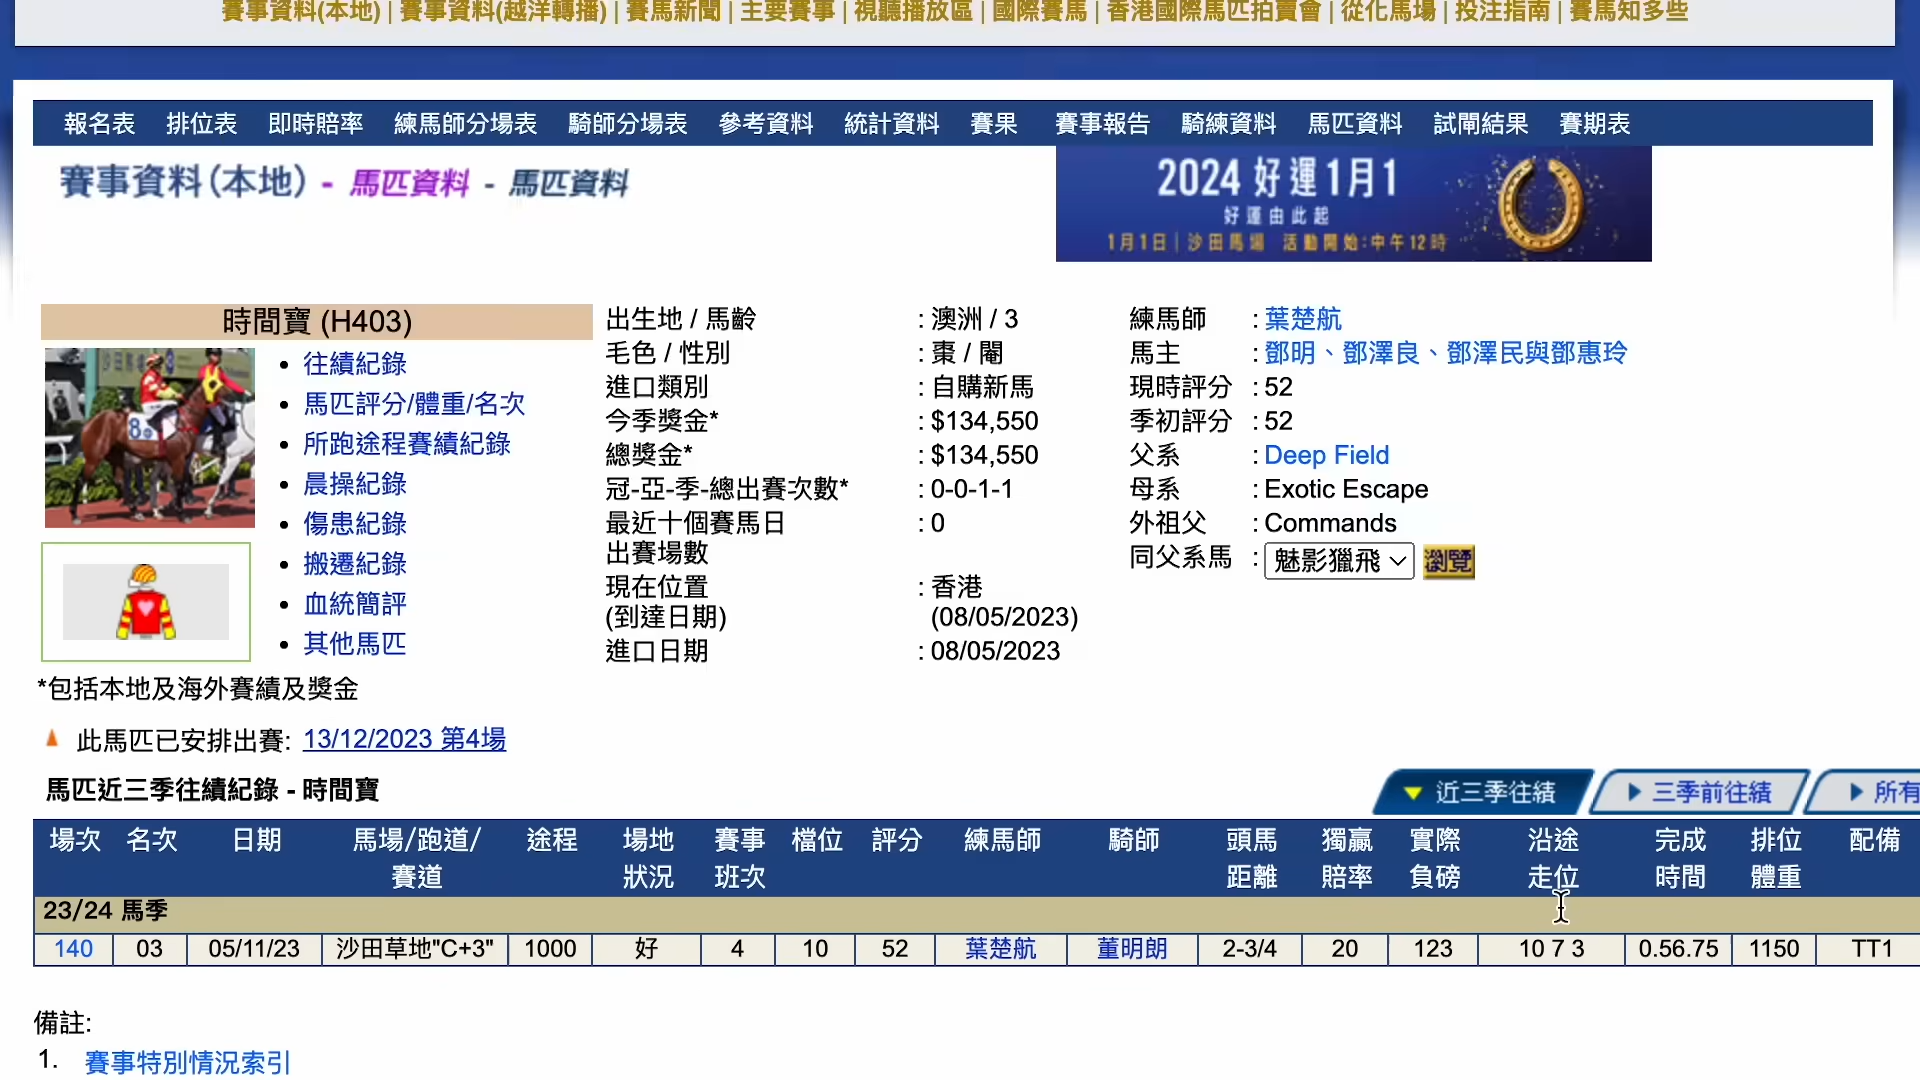 賽事資料(本地) | 賽事資料(越洋轉播) | 賽馬新聞 | 主要賽事 | 視聽播放區 | 國際賽馬 | 香港國際馬匹拍賣會 | 從化馬場 | 投注指南 | 賽馬知多些
報名表 排位表 即時賠率 練馬師分場表 騎師分場表 參考資料 統計資料 賽果 賽事報告 騎練資料 馬匹資料 試閘結果 賽期表
賽事資料(本地) - 馬匹資料 - 馬匹資料
2024 好運1月1
好運由此起
1月1日 | 沙田馬場 活動開始:中午12時
時間寶 (H403)
往績紀錄
馬匹評分/體重/名次
所跑途程賽績紀錄
晨操紀錄
傷患紀錄
搬遷紀錄
血統簡評
其他馬匹
出生地 / 馬齡 : 澳洲 / 3
毛色 / 性別 : 棗 / 閹
進口類別 : 自購新馬
今季獎金* : $134,550
總獎金* : $134,550
冠-亞-季-總出賽次數* : 0-0-1-1
最近十個賽馬日 : 0
出賽場數
現在位置 : 香港
(到達日期) (08/05/2023)
進口日期 : 08/05/2023
練馬師 : 葉楚航
馬主 : 鄧明、鄧澤良、鄧澤民與鄧惠玲
現時評分 : 52
季初評分 : 52
父系 : Deep Field
母系 : Exotic Escape
外祖父 : Commands
同父系馬 : 魅影獵飛 瀏覽
*包括本地及海外賽績及獎金
此馬匹已安排出賽: 13/12/2023 第4場
馬匹近三季往績紀錄 - 時間寶
近三季往績 三季前往績 所有
場次 名次 日期 馬場/跑道/ 途程 場地 賽事 檔位 評分 練馬師 騎師 頭馬 獨贏 實際 沿途 完成 排位 配備
賽道 狀況 班次 距離 賠率 負磅 走位 時間 體重
23/24 馬季
140 03 05/11/23 沙田草地"C+3" 1000 好 4 10 52 葉楚航 董明朗 2-3/4 20 123 10 7 3 0.56.75 1150 TT1
備註:
1. 賽事特別情況索引
8